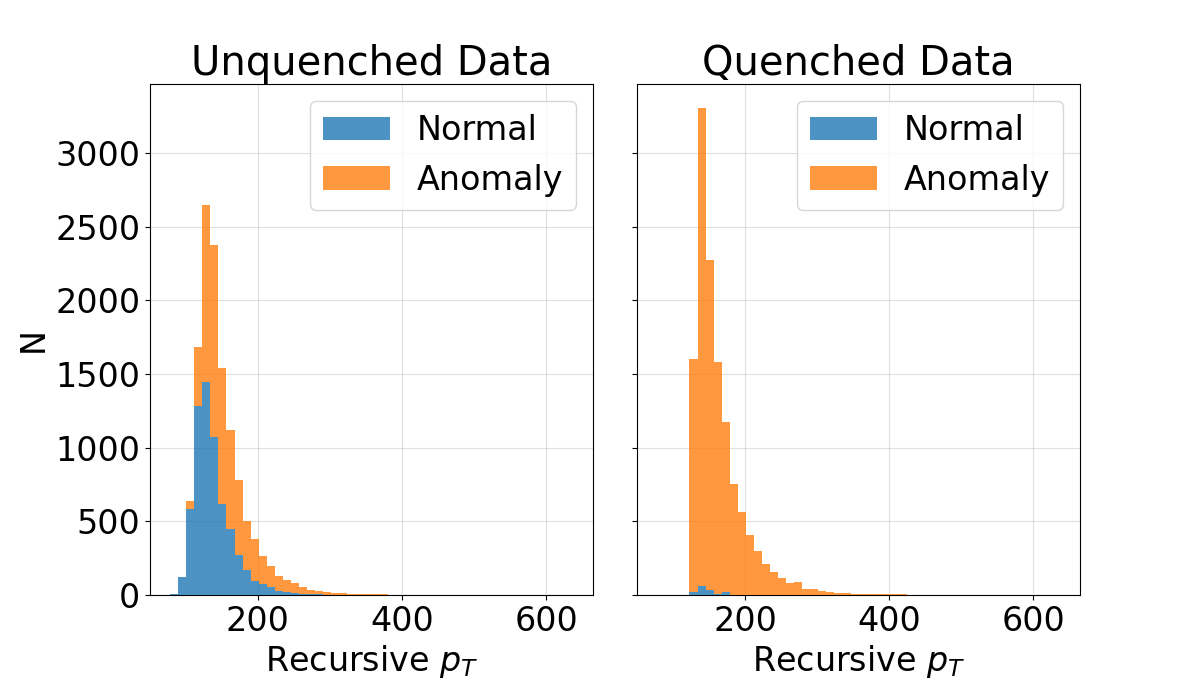 Unquenched Data
Quenched Data
Normal
Anomaly
Normal
Anomaly
3000
2500
2000
1500
1000
500
0
N
200 400 600
200 400 600
Recursive $p_T$
Recursive $p_T$